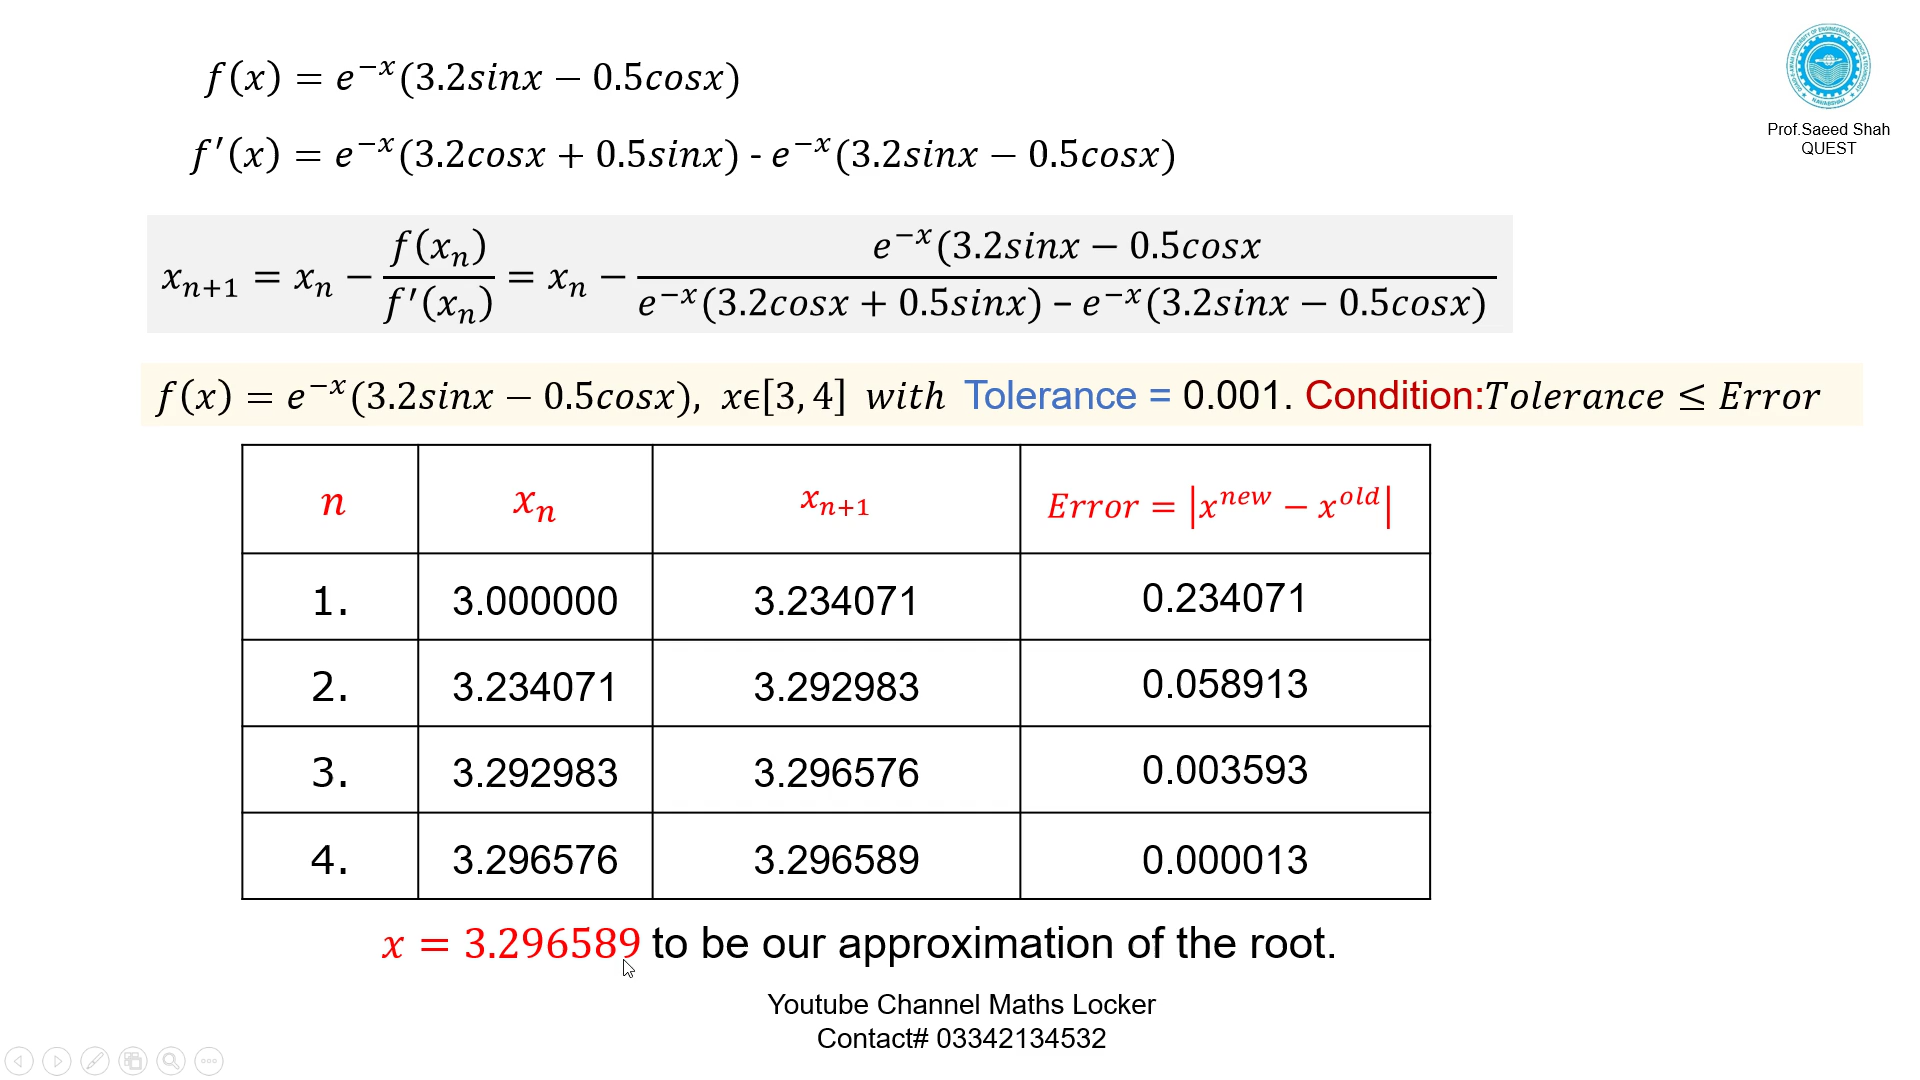 f(x) = e^{−x}(3.2sinx − 0.5cosx)
f′(x) = e^{−x}(3.2cosx + 0.5sinx) - e^{−x}(3.2sinx − 0.5cosx)
Prof.Saeed Shah
QUEST
x_{n+1} = x_n − \frac{f(x_n)}{f′(x_n)} = x_n − \frac{e^{−x}(3.2sinx − 0.5cosx}{e^{−x}(3.2cosx + 0.5sinx) – e^{−x}(3.2sinx − 0.5cosx)}
f(x) = e^{−x}(3.2sinx − 0.5cosx), xϵ[3, 4] with Tolerance = 0.001. Condition:Tolerance ≤ Error
n x_n x_{n+1} Error = |x^{new} − x^{old}|
1. 3.000000 3.234071 0.234071
2. 3.234071 3.292983 0.058913
3. 3.292983 3.296576 0.003593
4. 3.296576 3.296589 0.000013
x = 3.296589 to be our approximation of the root.
Youtube Channel Maths Locker
Contact# 03342134532